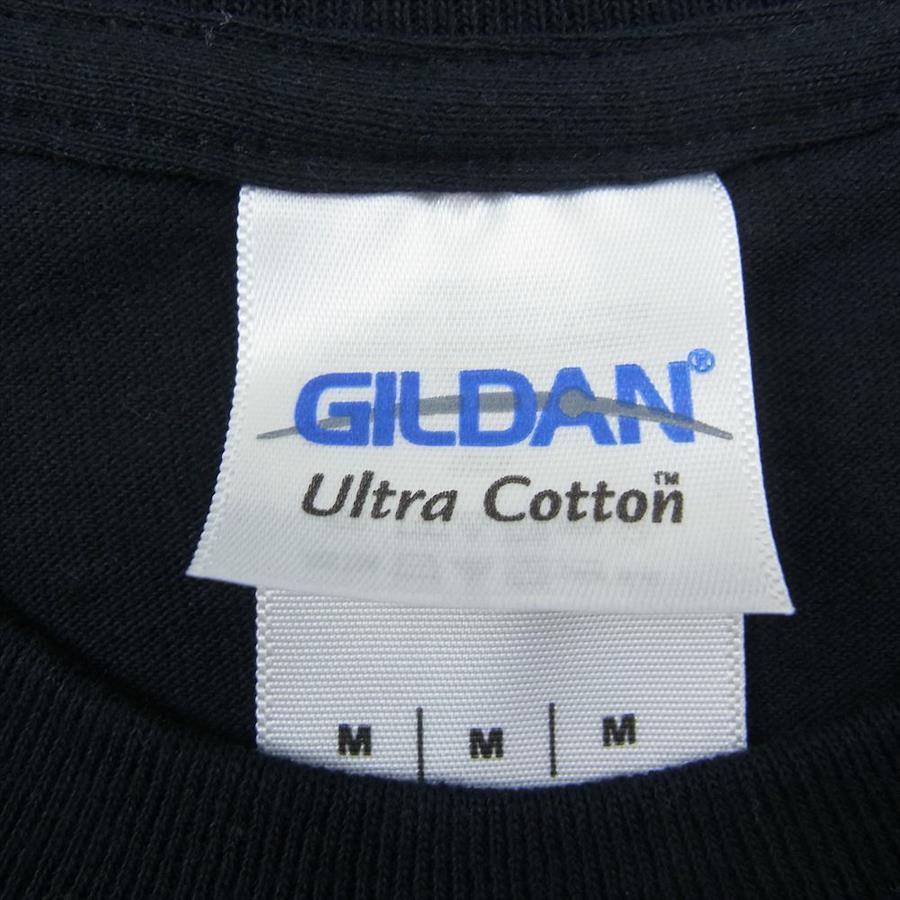 GILDAN®
Ultra Cotton™
M | M | M